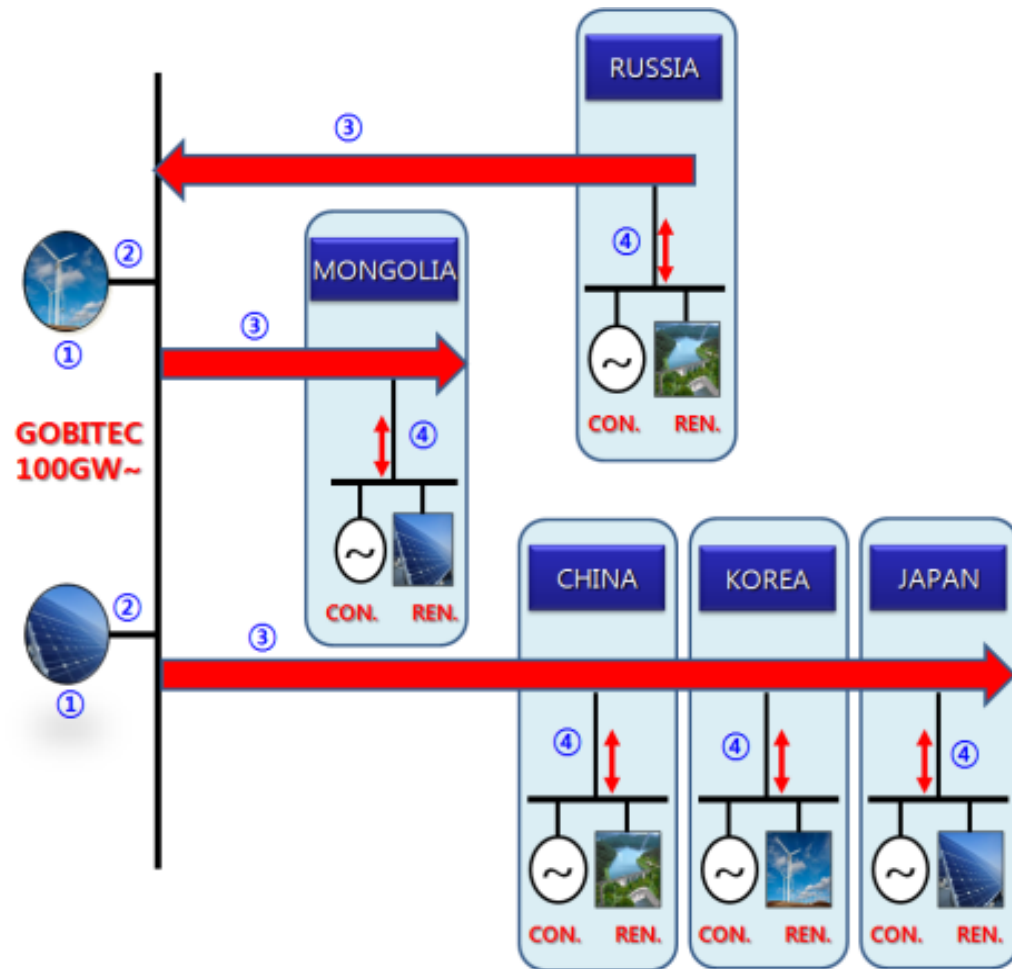 RUSSIA
③
④
②
MONGOLIA
①
③
CON. REN.
GOBITEC
100GW~
④
CHINA
KOREA
JAPAN
②
CON. REN.
③
①
④
④
④
CON. REN.
CON. REN.
CON. REN.